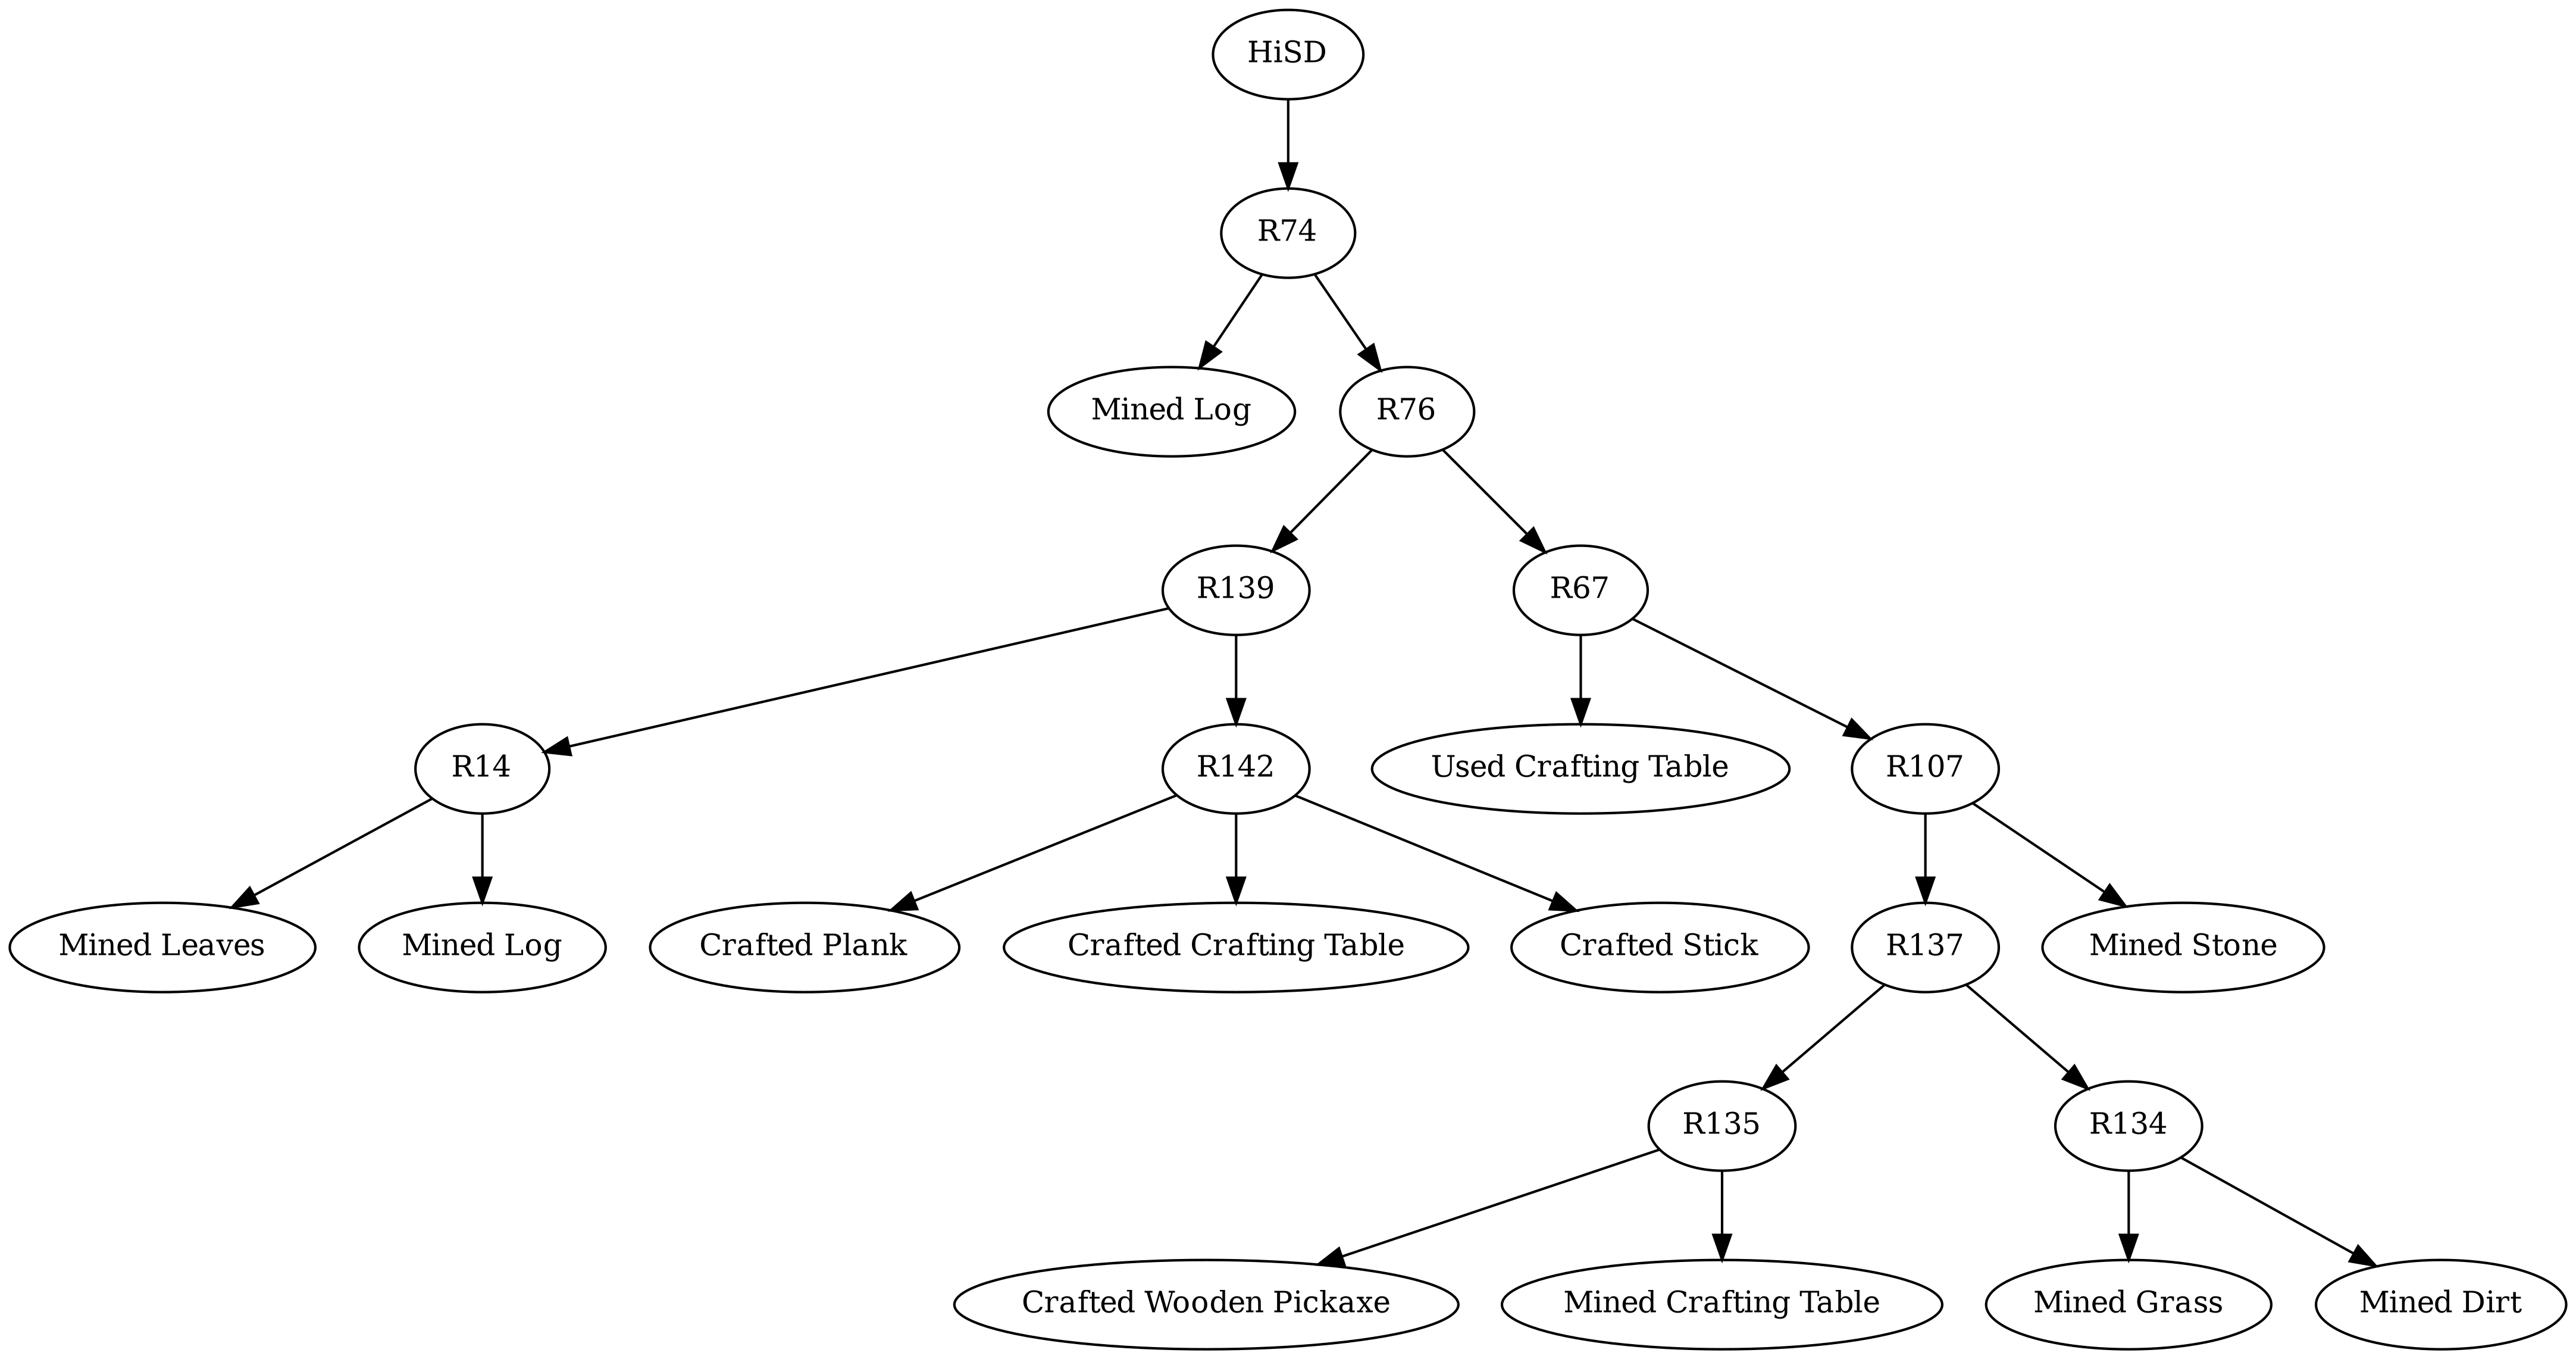 HiSD
R74
Mined Log
R76
R139
R67
R14
R142
Used Crafting Table
R107
Mined Leaves
Mined Log
Crafted Plank
Crafted Crafting Table
Crafted Stick
R137
Mined Stone
R135
R134
Crafted Wooden Pickaxe
Mined Crafting Table
Mined Grass
Mined Dirt